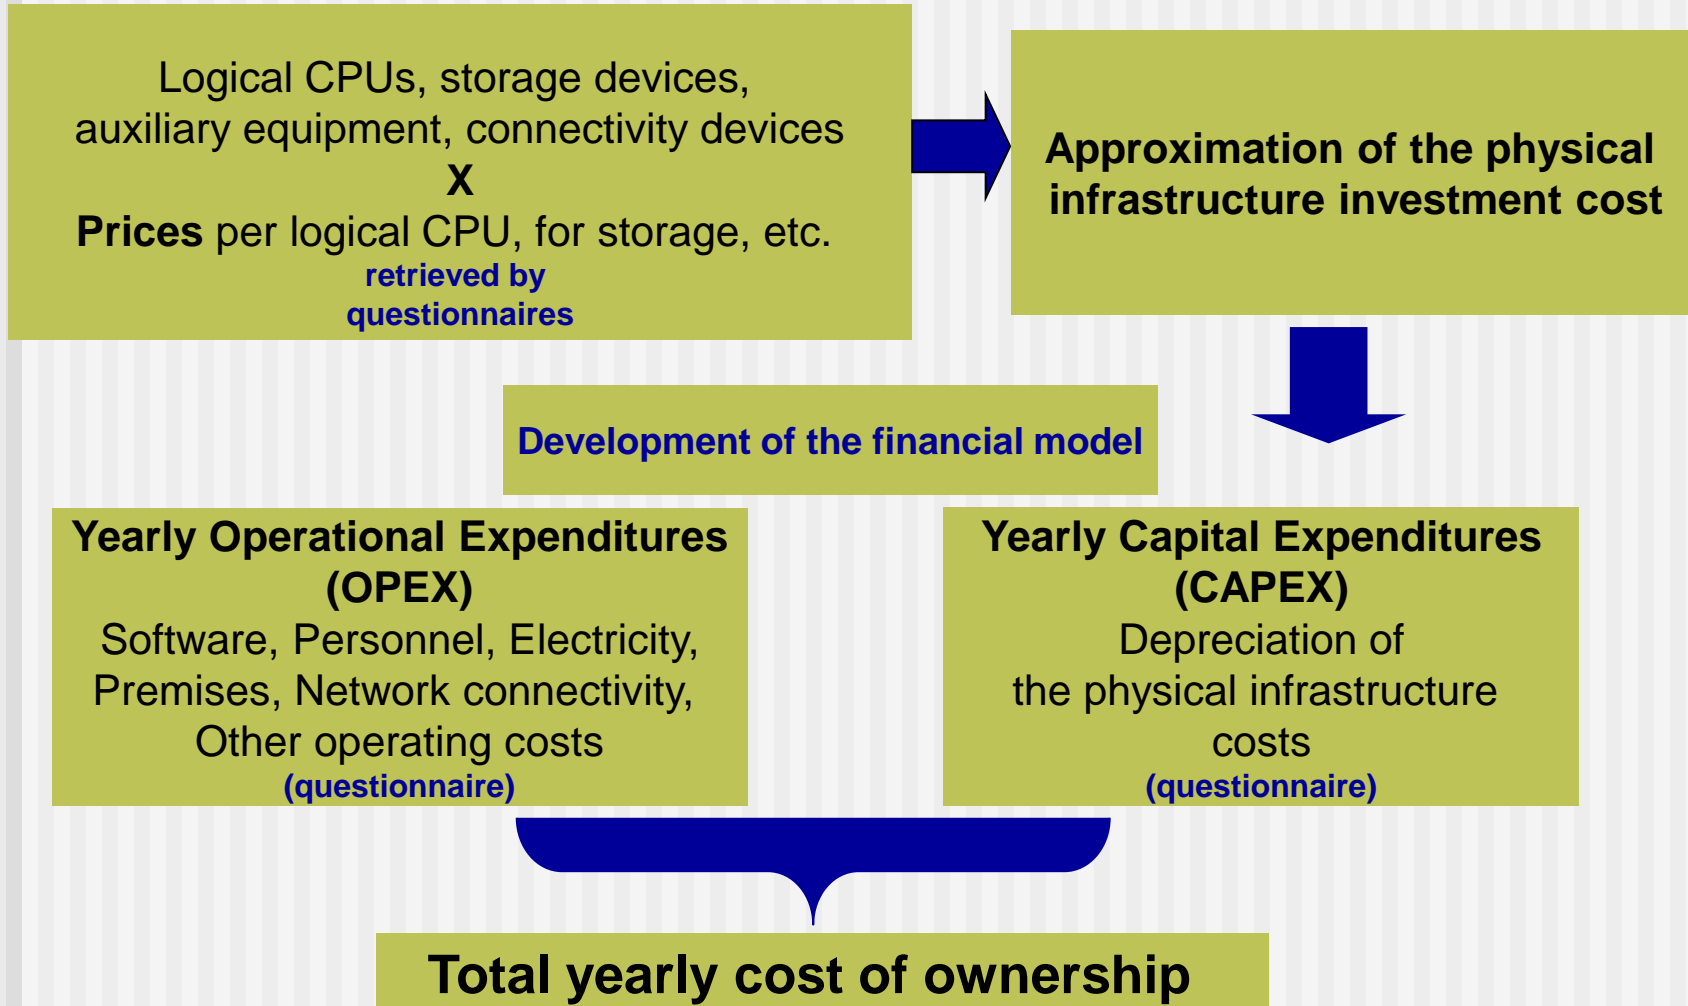 Logical CPUs, storage devices,
auxiliary equipment, connectivity devices
X
Prices per logical CPU, for storage, etc.
retrieved by
questionnaires
Approximation of the physical
infrastructure investment cost
Development of the financial model
Yearly Operational Expenditures
(OPEX)
Software, Personnel, Electricity,
Premises, Network connectivity,
Other operating costs
(questionnaire)
Yearly Capital Expenditures
(CAPEX)
Depreciation of
the physical infrastructure
costs
(questionnaire)
Total yearly cost of ownership